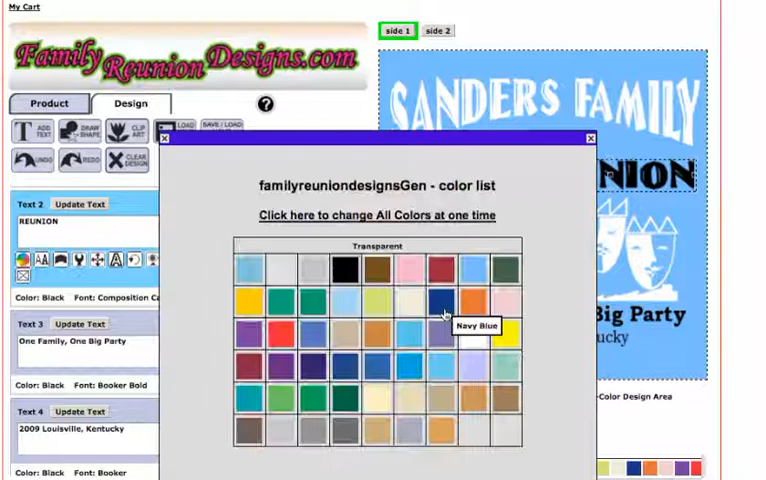 My Cart
side 1
side 2
FamilyReunionDesigns.com
SANDERS FAMILY
Product
Design
?
ADD TEXT
DRAW SHAPE
CLIP ART
LOAD
SAVE / LOAD
UNDO
REDO
CLEAR DESIGN
familyreuniondesignsGen - color list
NION
Text 2
Update Text
Click here to change All Colors at one time
REUNION
Transparent
Color: Black Font: Composition Ca
Text 3
Update Text
Navy Blue
Big Party
One Family, One Big Party
ucky
Color: Black Font: Booker Bold
-Color Design Area
Text 4
Update Text
2009 Louisville, Kentucky
Color: Black Font: Booker